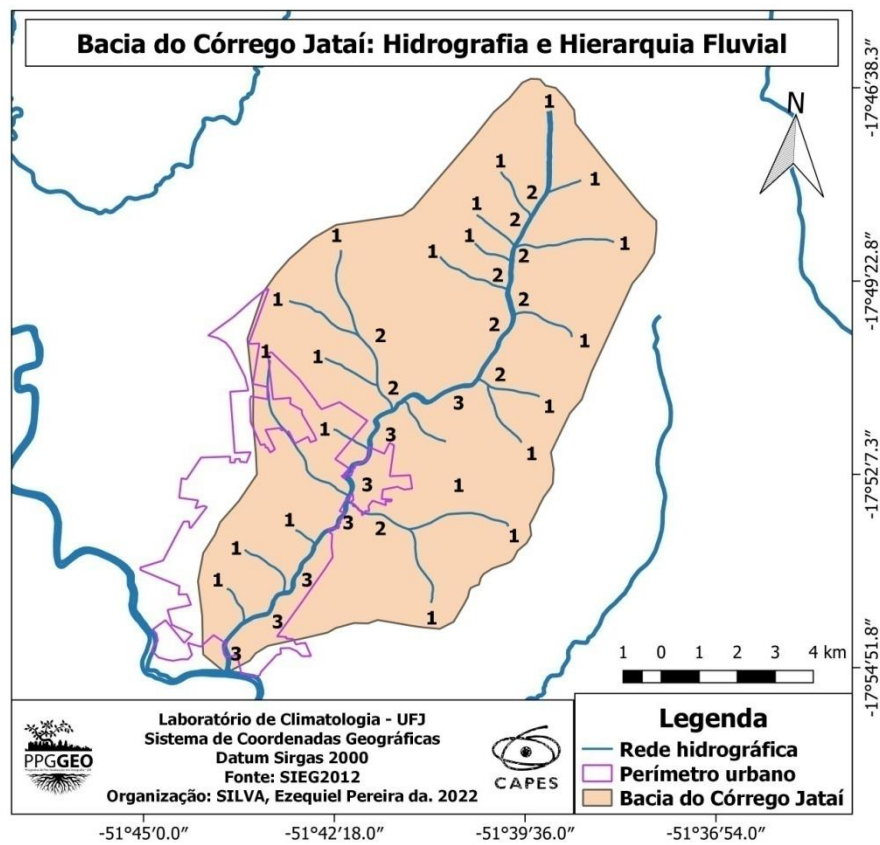 Bacia do Córrego Jataí: Hidrografia e Hierarquia Fluvial
N
-17°46'38.3"
-17°49'22.8"
-17°52'7.3"
-17°54'51.8"
1
1
1
2
1
2
1
1
1
2
1
2
1
2
2
1
2
1
1
2
1
2
3
1
1
3
1
3
1
3
2
1
1
1
3
1
3
1
3
1 0 1 2 3 4 km
PPGGEO
Laboratório de Climatologia - UFJ
Sistema de Coordenadas Geográficas
Datum Sirgas 2000
Fonte: SIEG2012
Organização: SILVA, Ezequiel Pereira da. 2022
CAPES
Legenda
Rede hidrográfica
Perímetro urbano
Bacia do Córrego Jataí
-51°45'0.0" -51°42'18.0" -51°39'36.0" -51°36'54.0"